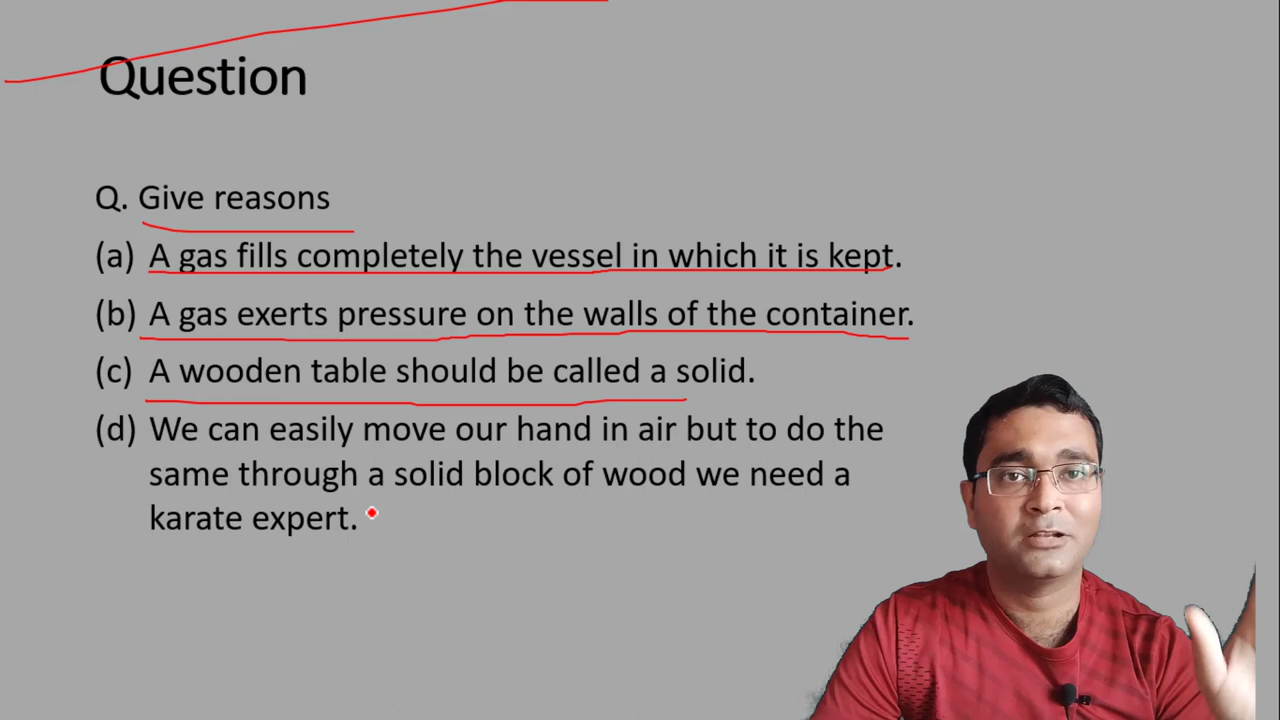 Question
Q. Give reasons
(a) A gas fills completely the vessel in which it is kept.
(b) A gas exerts pressure on the walls of the container.
(c) A wooden table should be called a solid.
(d) We can easily move our hand in air but to do the
same through a solid block of wood we need a
karate expert.